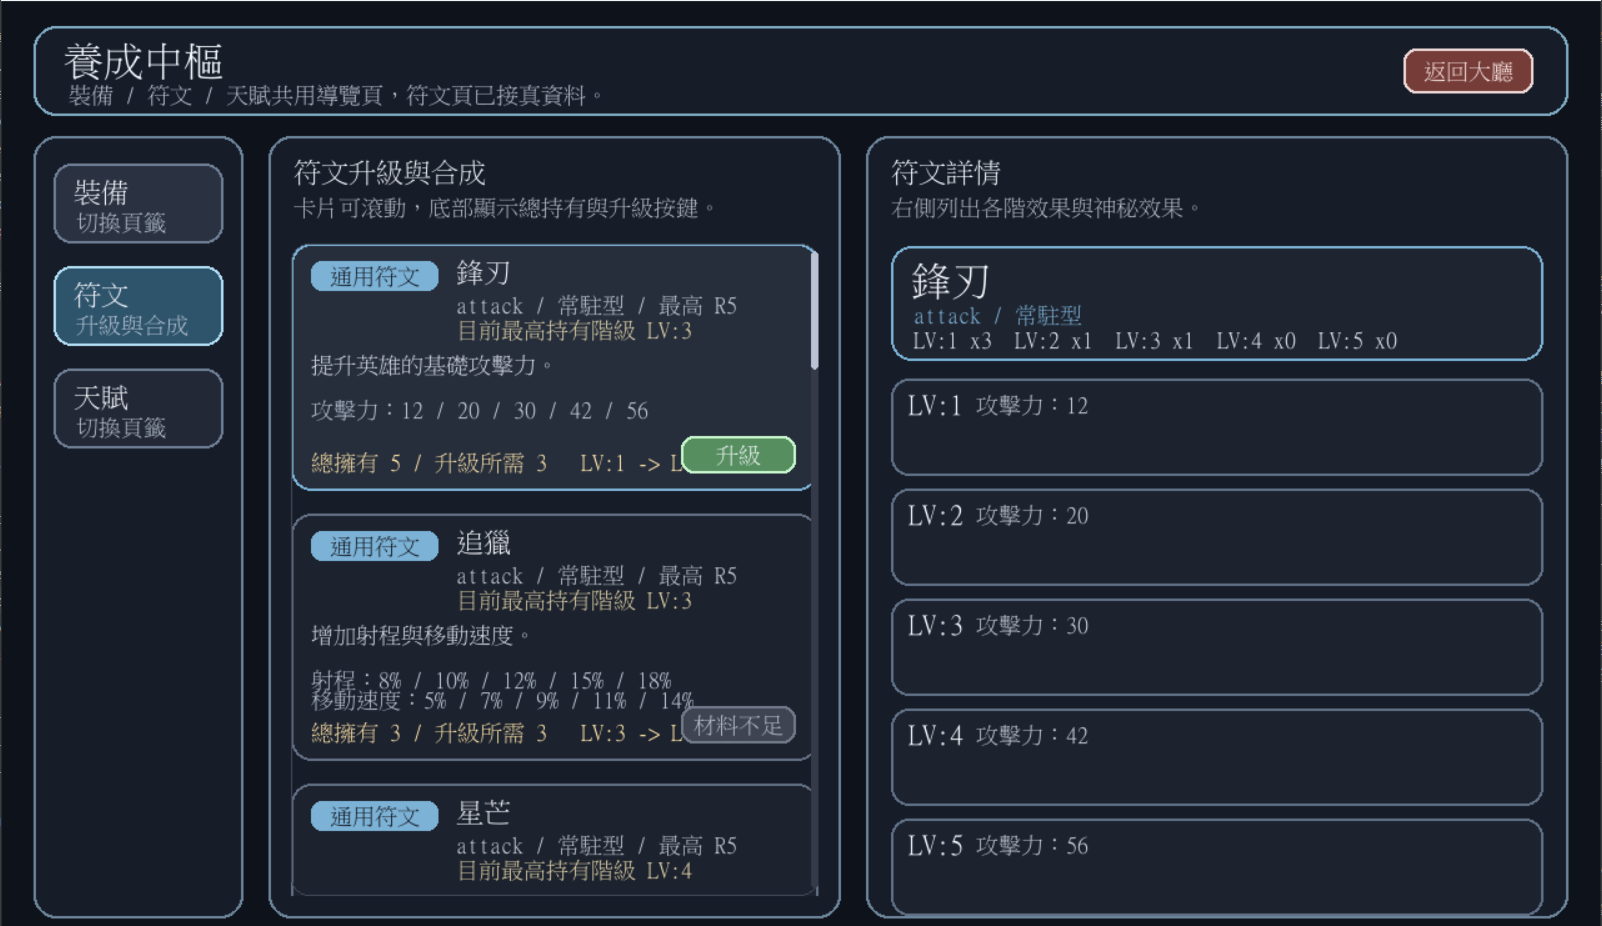 養成中樞
裝備 / 符文 / 天賦共用導覽頁，符文頁已接真資料。
返回大廳
裝備
切換頁籤
符文
升級與合成
天賦
切換頁籤
符文升級與合成
卡片可滾動，底部顯示總持有與升級按鍵。
通用符文
鋒刃
attack / 常駐型 / 最高 R5
目前最高持有階級 LV:3
提升英雄的基礎攻擊力。
攻擊力：12 / 20 / 30 / 42 / 56
總擁有 5 / 升級所需 3 LV:1 -> L
升級
通用符文
追獵
attack / 常駐型 / 最高 R5
目前最高持有階級 LV:3
增加射程與移動速度。
射程：8% / 10% / 12% / 15% / 18%
移動速度：5% / 7% / 9% / 11% / 14%
總擁有 3 / 升級所需 3 LV:3 -> L
材料不足
通用符文
星芒
attack / 常駐型 / 最高 R5
目前最高持有階級 LV:4
符文詳情
右側列出各階效果與神秘效果。
鋒刃
attack / 常駐型
LV:1 x3 LV:2 x1 LV:3 x1 LV:4 x0 LV:5 x0
LV:1 攻擊力：12
LV:2 攻擊力：20
LV:3 攻擊力：30
LV:4 攻擊力：42
LV:5 攻擊力：56